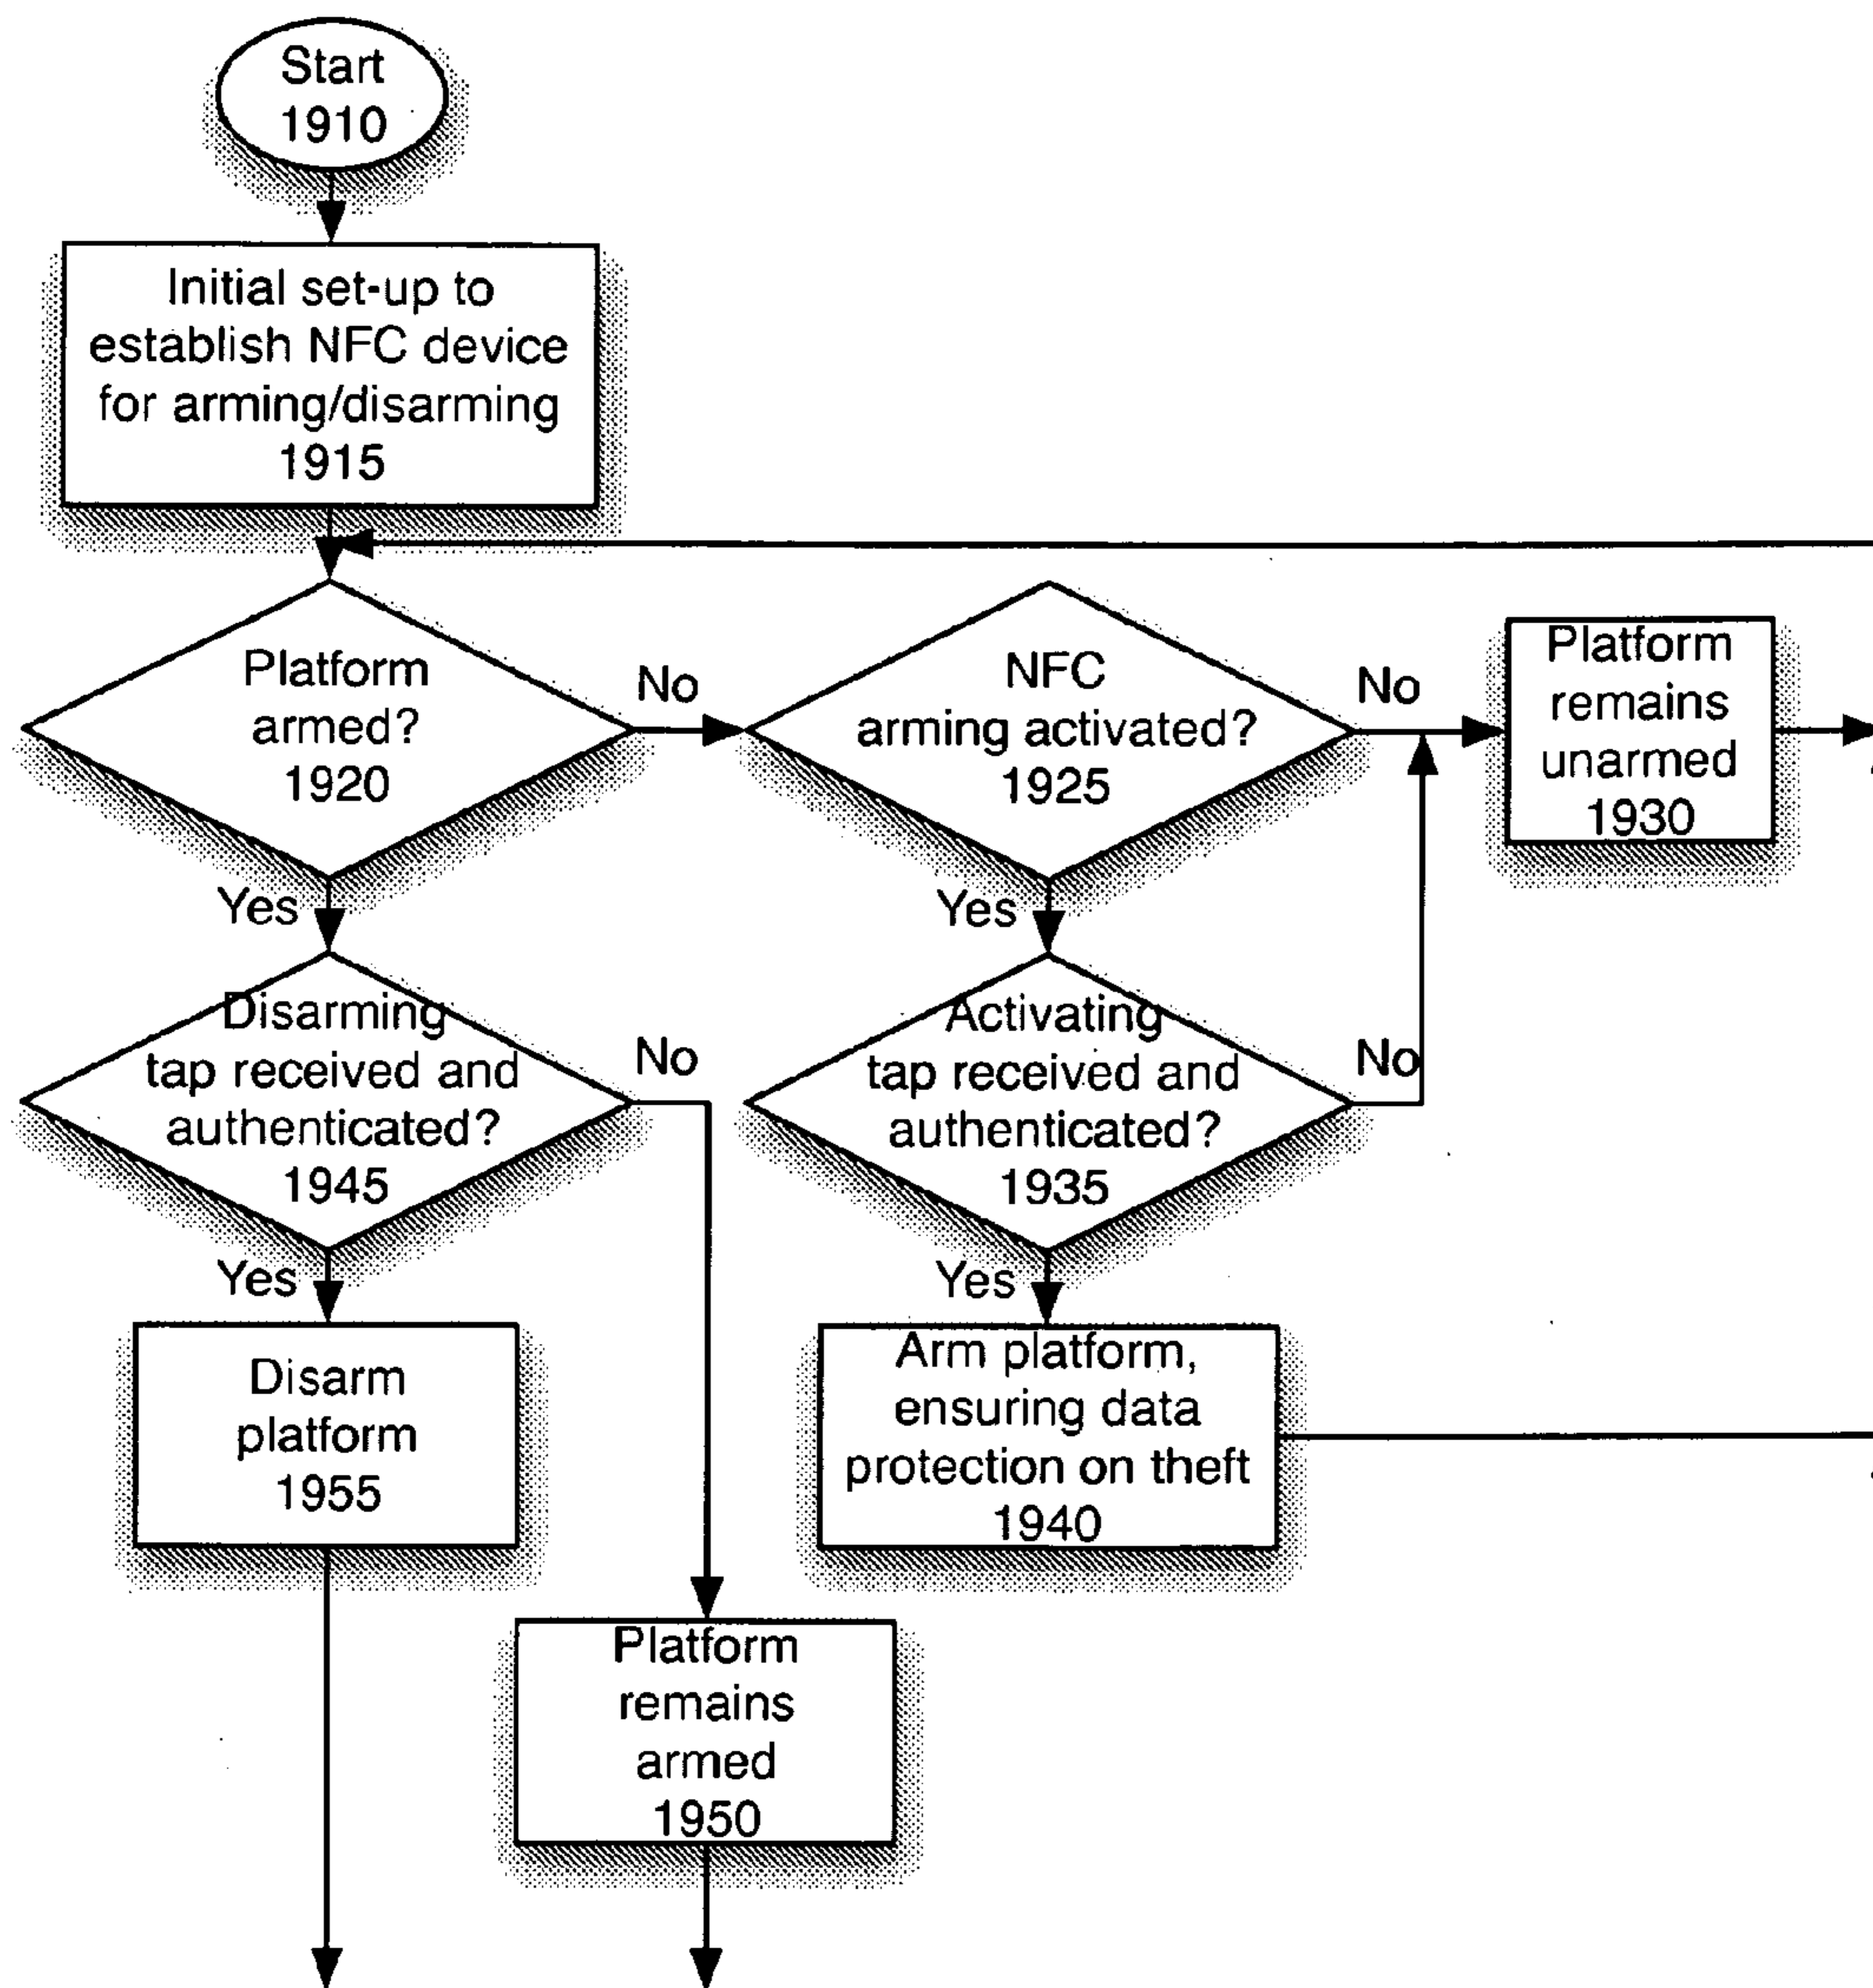 Start
1910
Initial set-up to
establish NFC device
for arming/disarming
1915
Platform
armed?
1920
No
NFC
arming activated?
1925
No
Platform
remains
unarmed
1930
Yes
Yes
Disarming
tap received and
authenticated?
1945
No
Activating
tap received and
authenticated?
1935
No
Yes
Yes
Disarm
platform
1955
Arm platform,
ensuring data
protection on theft
1940
Platform
remains
armed
1950